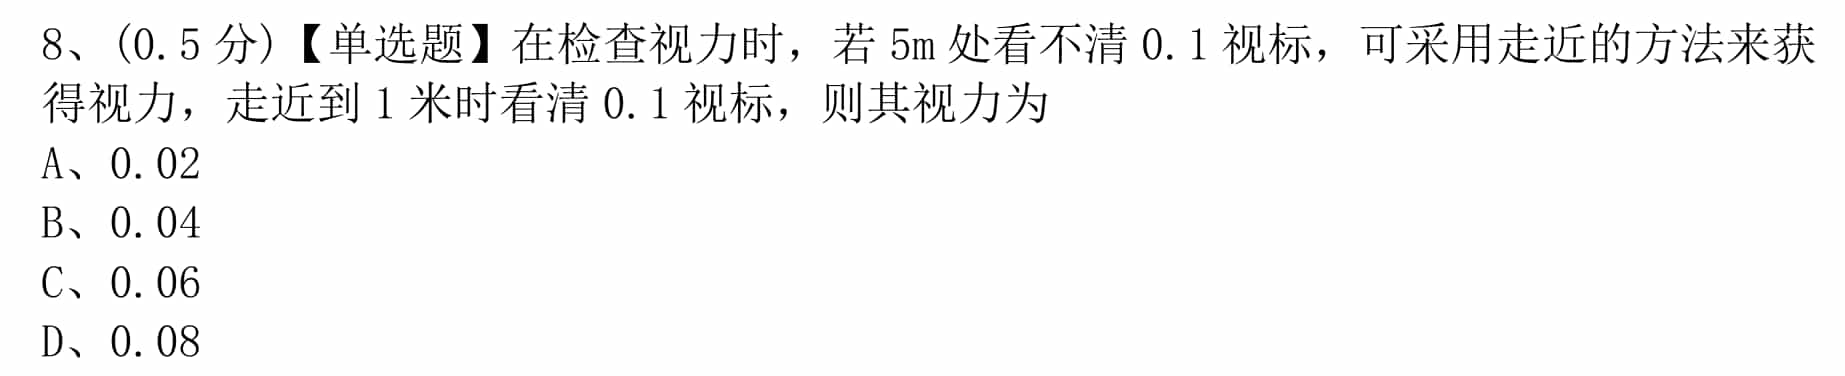 8、(0.5 分)【单选题】在检查视力时，若 5m 处看不清 0.1 视标，可采用走近的方法来获
得视力，走近到 1 米时看清 0.1 视标，则其视力为
A、0.02
B、0.04
C、0.06
D、0.08